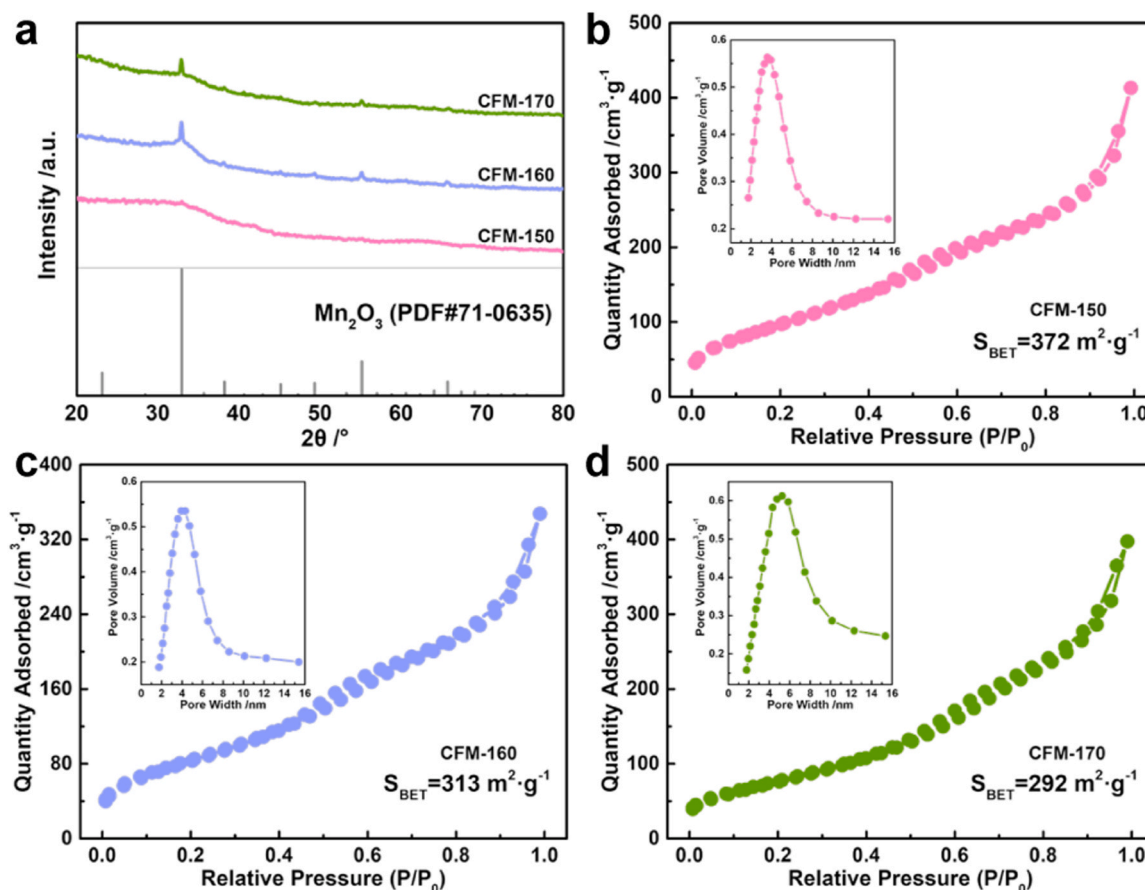 a
Intensity /a.u.
CFM-170
CFM-160
CFM-150
Mn₂O₃ (PDF#71-0635)
20 30 40 50 60 70 80
2θ /°
b
Quantity Adsorbed /cm³·g⁻¹
500
400
300
200
100
0
Pore Volume /cm³·g⁻¹
0.6
0.5
0.4
0.3
0.2
0 2 4 6 8 10 12 14 16
Pore Width /nm
CFM-150
S_BET=372 m²·g⁻¹
0.0 0.2 0.4 0.6 0.8 1.0
Relative Pressure (P/P₀)
c
Quantity Adsorbed /cm³·g⁻¹
400
320
240
160
80
0
Pore Volume /cm³·g⁻¹
0.6
0.5
0.4
0.3
0.2
0 2 4 6 8 10 12 14 16
Pore Width /nm
CFM-160
S_BET=313 m²·g⁻¹
0.0 0.2 0.4 0.6 0.8 1.0
Relative Pressure (P/P₀)
d
Quantity Adsorbed /cm³·g⁻¹
500
400
300
200
100
0
Pore Volume /cm³·g⁻¹
0.6
0.5
0.4
0.3
0.2
0 2 4 6 8 10 12 14 16
Pore Width /nm
CFM-170
S_BET=292 m²·g⁻¹
0.0 0.2 0.4 0.6 0.8 1.0
Relative Pressure (P/P₀)